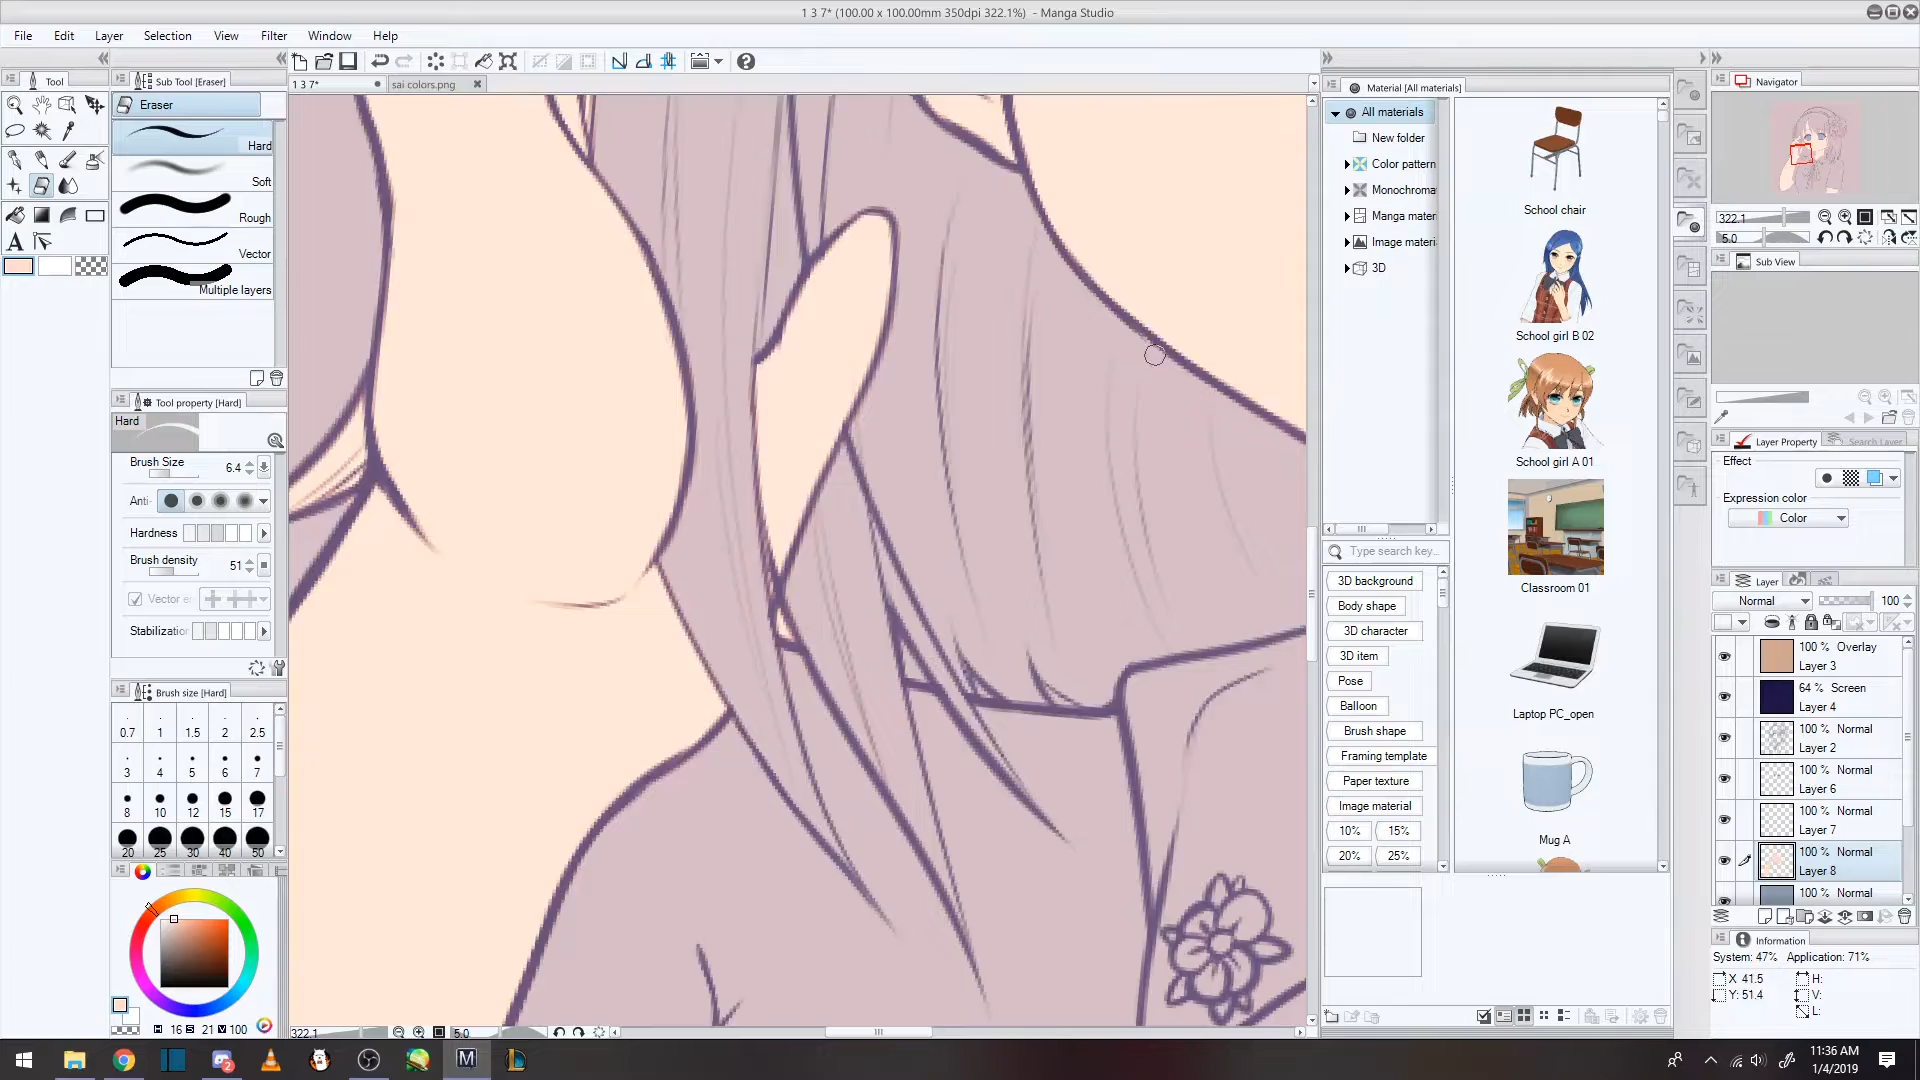 1 3 7* (100.00 x 100.00mm 350dpi 322.1%)  - Manga Studio
File Edit Layer Selection View Filter Window Help
Tool
Sub Tool [Eraser]
Eraser
Hard
Soft
Rough
Vector
Multiple layers
A
Tool property [Hard]
Hard
Brush Size 6.4
Anti-
Hardness
Brush density 51
Vector er
Stabilization
Brush size [Hard]
0.7 1 1.5 2 2.5
3 4 5 6 7
8 10 12 15 17
20 25 30 40 50
H 16 S 21 V 100
1 3 7*
sai colors.png
322.1
5.0
Material [All materials]
All materials
New folder
Color pattern
Monochroma
Manga materi
Image materi
3D
Type search key...
3D background
Body shape
3D character
3D item
Pose
Balloon
Brush shape
Framing template
Paper texture
Image material
10% 15%
20% 25%
School chair
School girl B 02
School girl A 01
Classroom 01
Laptop PC_open
Mug A
Navigator
322.1
5.0
Sub View
Layer Property
Search Layer
Effect
Expression color
Color
Layer
Normal 100
100 % Overlay
Layer 3
64 % Screen
Layer 4
100 % Normal
Layer 2
100 % Normal
Layer 6
100 % Normal
Layer 7
100 % Normal
Layer 8
100 % Normal
Information
System: 47% Application: 71%
X 41.5 H:
Y: 51.4 V:
L:
2
M
11:36 AM
1/4/2019